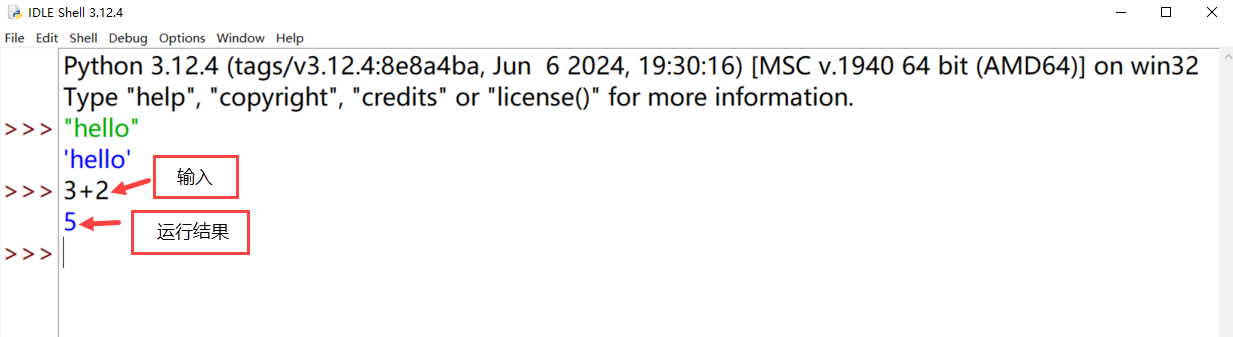 IDLE Shell 3.12.4
File Edit Shell Debug Options Window Help
Python 3.12.4 (tags/v3.12.4:8e8a4ba, Jun  6 2024, 19:30:16) [MSC v.1940 64 bit (AMD64)] on win32
Type "help", "copyright", "credits" or "license()" for more information.
>>> "hello"
'hello'
>>> 3+2 输入
5 运行结果
>>>